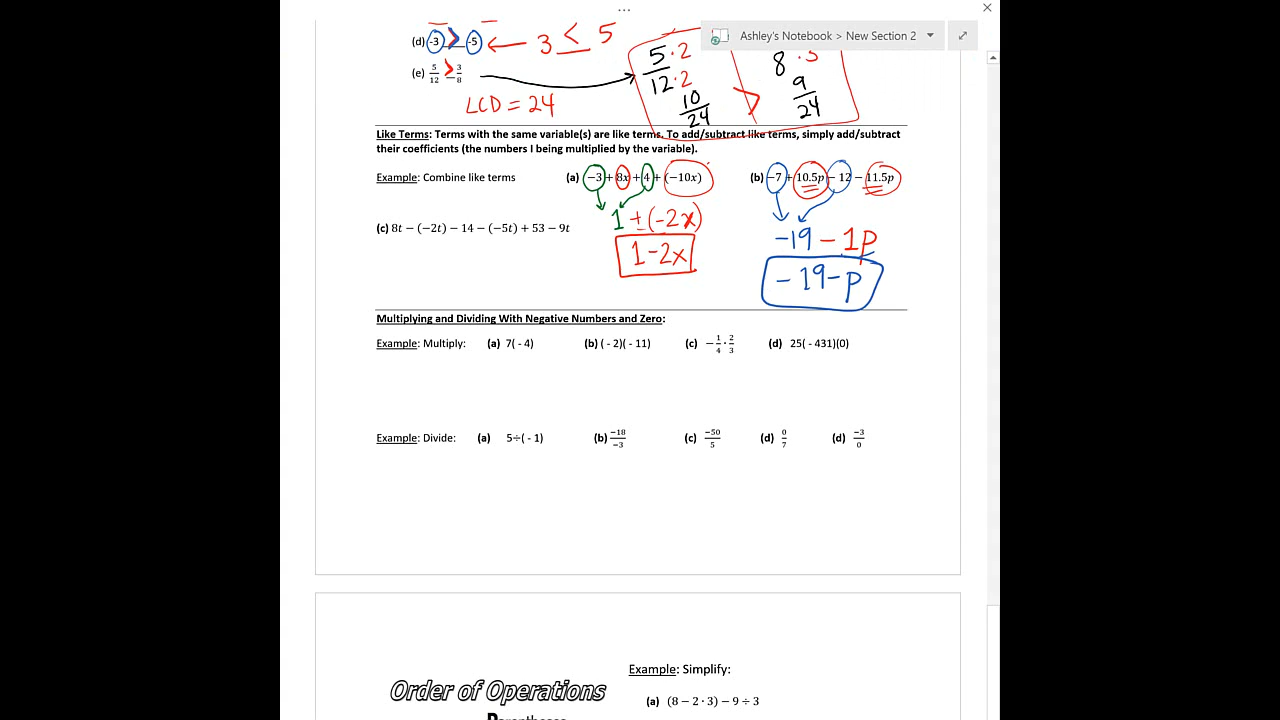 ...
Ashley's Notebook > New Section 2
(d) -3 > -5 ← 3 < 5
(e) 5/12 > 3/8
5·2
12·2
10/24 > 9/24
8·3
LCD = 24
Like Terms: Terms with the same variable(s) are like terms. To add/subtract like terms, simply add/subtract
their coefficients (the numbers I being multiplied by the variable).
Example: Combine like terms (a) −3 + 8x + 4 + (−10x) (b) −7 + 10.5p − 12 − 11.5p
1 + (-2x)
1-2x
-19 - 1p
-19-p
(c) 8t − (−2t) − 14 − (−5t) + 53 − 9t
Multiplying and Dividing With Negative Numbers and Zero:
Example: Multiply: (a) 7( - 4) (b) ( - 2)( - 11) (c) −1/4 · 2/3 (d) 25( - 431)(0)
Example: Divide: (a) 5÷( - 1) (b) −18/−3 (c) −50/5 (d) 0/7 (d) −3/0
Example: Simplify:
Order of Operations
(a) (8 − 2 · 3) − 9 ÷ 3